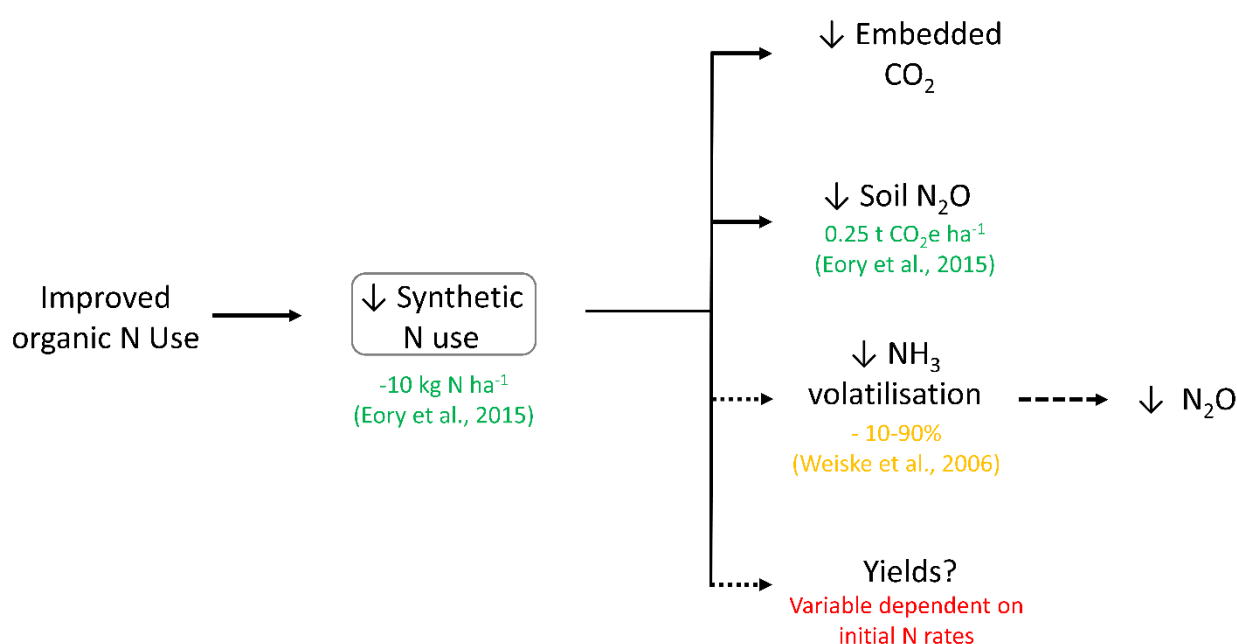 Improved
organic N Use
↓ Synthetic
N use
-10 kg N ha⁻¹
(Eory et al., 2015)
↓ Embedded
CO₂
↓ Soil N₂O
0.25 t CO₂e ha⁻¹
(Eory et al., 2015)
↓ NH₃
volatilisation
- 10-90%
(Weiske et al., 2006)
↓ N₂O
Yields?
Variable dependent on
initial N rates